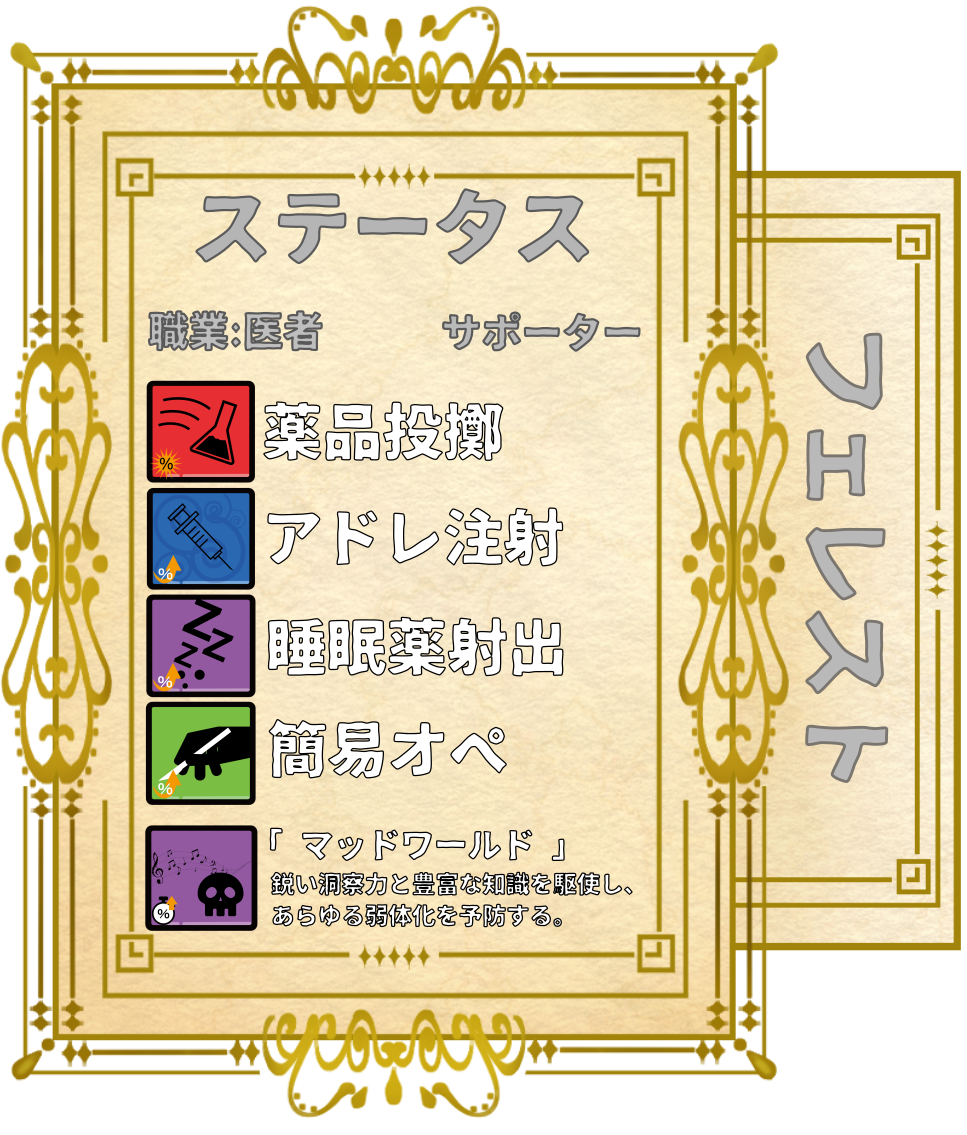 ステータス
職業:医者 サポーター
% 薬品投擲
% アドレ注射
% 睡眠薬射出
% 簡易オペ
「 マッドワールド 」
% 鋭い洞察力と豊富な知識を駆使し、
あらゆる弱体化を予防する。
フェレスト